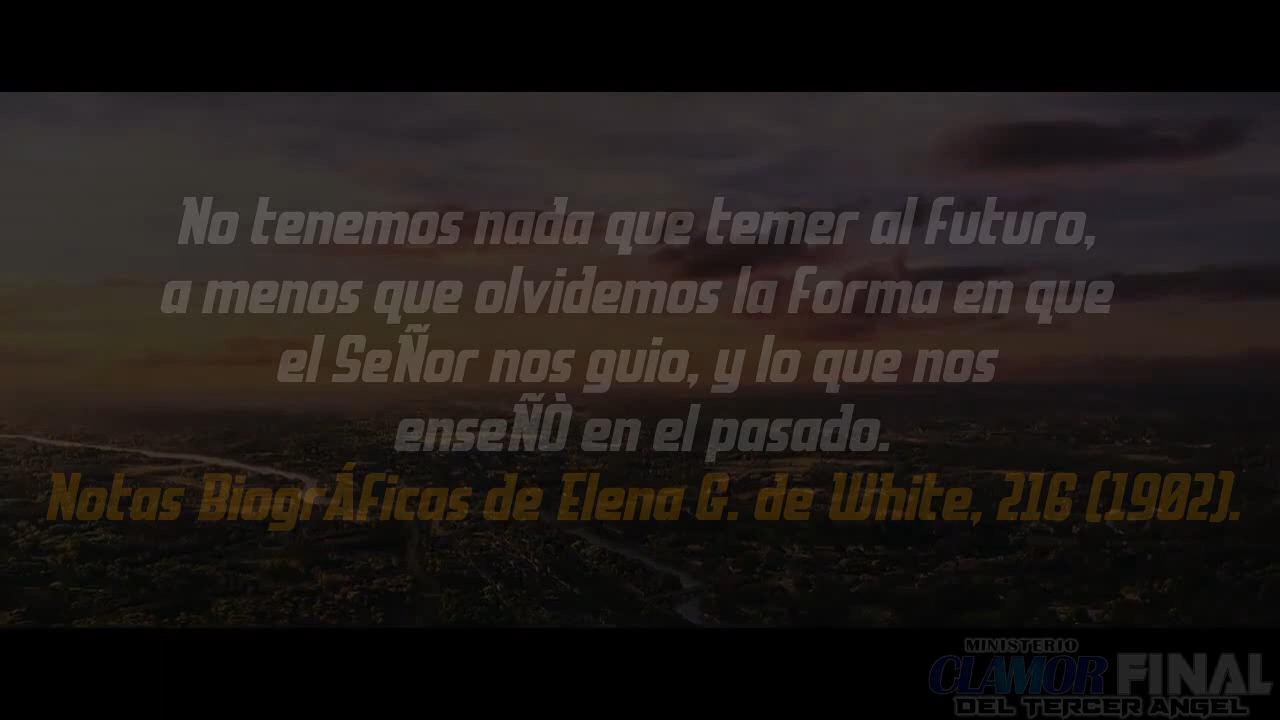 No tenemos nada que temer al futuro,
a menos que olvidemos la forma en que
el SeÑor nos guio, y lo que nos
enseÑÒ en el pasado.
Notas BiogrÁficas de Elena G. de White, 216 (1902).
MINISTERIO
CLAMOR FINAL
DEL TERCER ANGEL